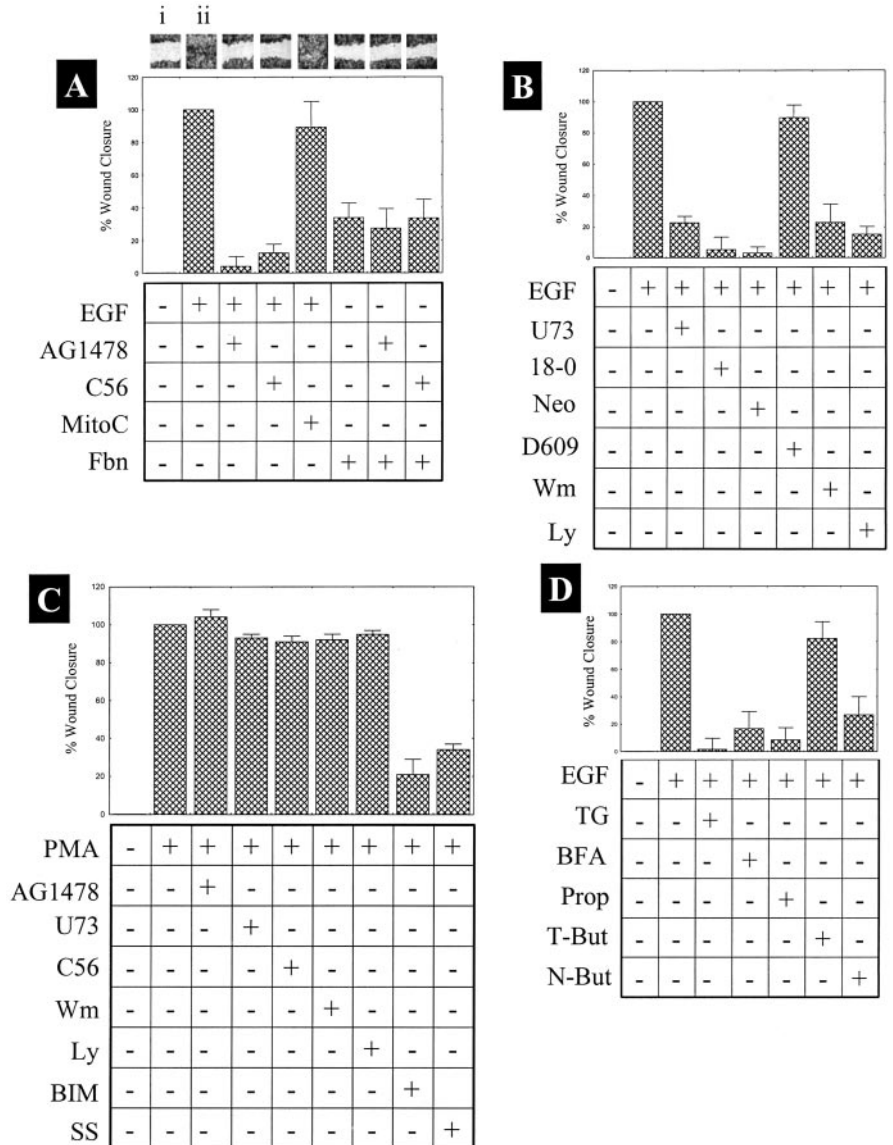 i ii
A
120
100
80
60
40
20
0
% Wound Closure
EGF - + + + + - - -
AG1478 - - + - - - + -
C56 - - - + - - - +
MitoC - - - - + - - -
Fbn - - - - - + + +
B
120
100
80
60
40
20
0
% Wound Closure
EGF - + + + + + + +
U73 - - + - - - - -
18-0 - - - + - - - -
Neo - - - - + - - -
D609 - - - - - + - -
Wm - - - - - - + -
Ly - - - - - - - +
C
120
100
80
60
40
20
0
% Wound Closure
PMA - + + + + + + + +
AG1478 - - + - - - - - -
U73 - - - + - - - - -
C56 - - - - + - - - -
Wm - - - - - + - - -
Ly - - - - - - + - -
BIM - - - - - - - +
SS - - - - - - - - +
D
120
100
80
60
40
20
0
% Wound Closure
EGF - + + + + + +
TG - - + - - - -
BFA - - - + - - -
Prop - - - - + - -
T-But - - - - - + -
N-But - - - - - - +